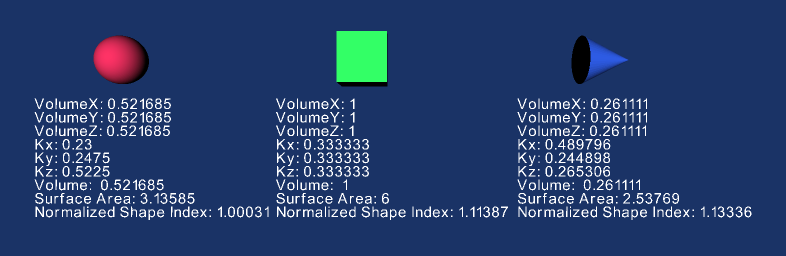 VolumeX: 0.521685
VolumeY: 0.521685
VolumeZ: 0.521685
Kx: 0.23
Ky: 0.2475
Kz: 0.5225
Volume: 0.521685
Surface Area: 3.13585
Normalized Shape Index: 1.00031
VolumeX: 1
VolumeY: 1
VolumeZ: 1
Kx: 0.333333
Ky: 0.333333
Kz: 0.333333
Volume: 1
Surface Area: 6
Normalized Shape Index: 1.11387
VolumeX: 0.261111
VolumeY: 0.261111
VolumeZ: 0.261111
Kx: 0.489796
Ky: 0.244898
Kz: 0.265306
Volume: 0.261111
Surface Area: 2.53769
Normalized Shape Index: 1.13336